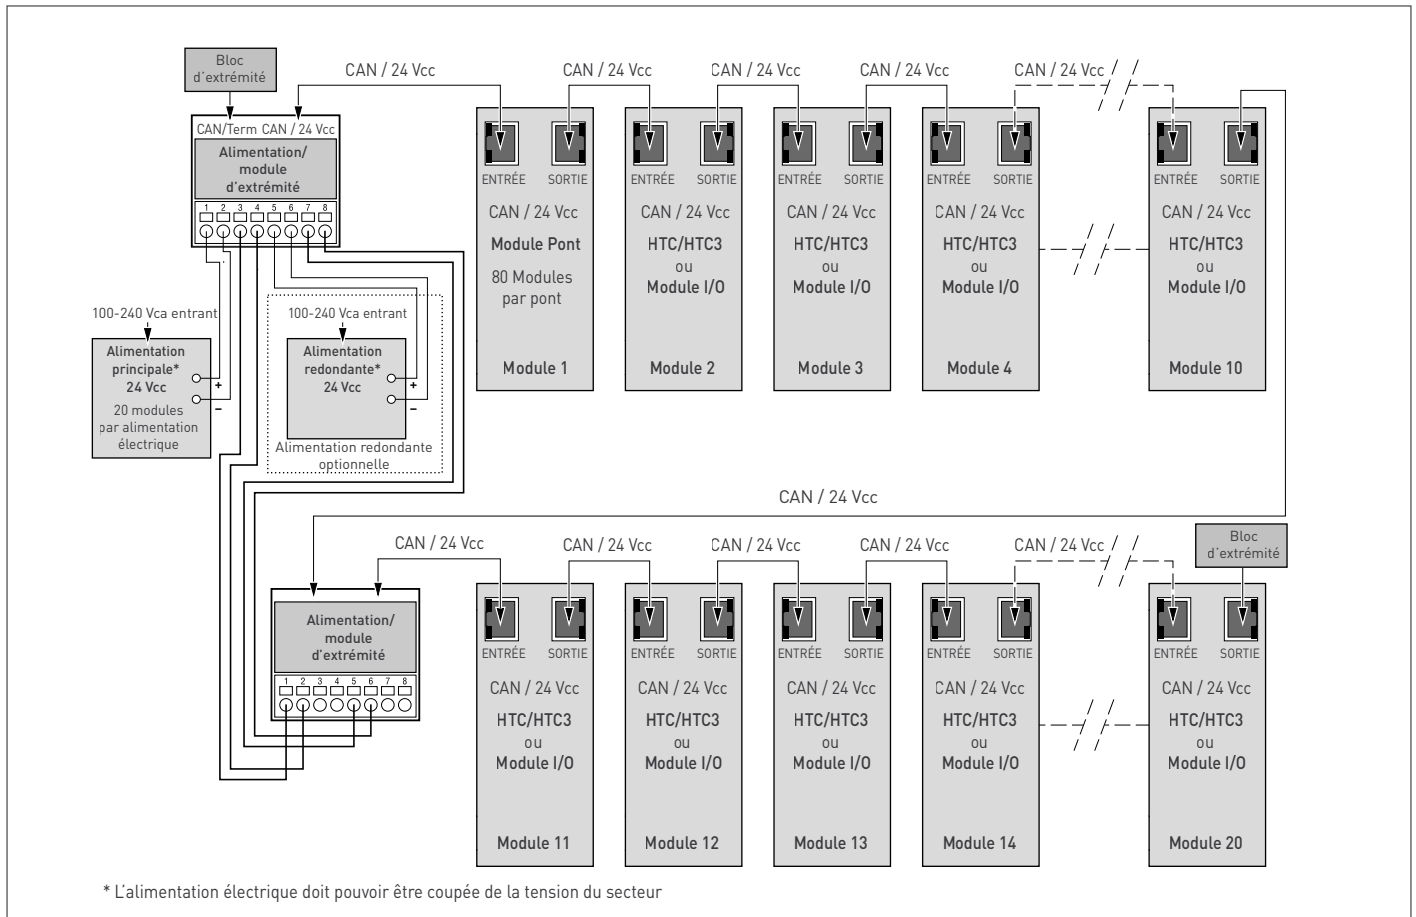 Bloc
d'extrémité
CAN / 24 Vcc
CAN / 24 Vcc
CAN / 24 Vcc
CAN / 24 Vcc
CAN / 24 Vcc
CAN/Term CAN / 24 Vcc
Alimentation/
module
d'extrémité
1 2 3 4 5 6 7 8
ENTRÉE SORTIE
CAN / 24 Vcc
Module Pont
80 Modules
par pont
Module 1
ENTRÉE SORTIE
CAN / 24 Vcc
HTC/HTC3
ou
Module I/O
Module 2
ENTRÉE SORTIE
CAN / 24 Vcc
HTC/HTC3
ou
Module I/O
Module 3
ENTRÉE SORTIE
CAN / 24 Vcc
HTC/HTC3
ou
Module I/O
Module 4
ENTRÉE SORTIE
CAN / 24 Vcc
HTC/HTC3
ou
Module I/O
Module 10
100-240 Vca entrant
Alimentation
principale*
24 Vcc
+
–
20 modules
par alimentation
électrique
100-240 Vca entrant
Alimentation
redondante*
24 Vcc
+
–
Alimentation redondante
optionnelle
CAN / 24 Vcc
CAN / 24 Vcc
CAN / 24 Vcc
CAN / 24 Vcc
CAN / 24 Vcc
CAN / 24 Vcc
Bloc
d'extrémité
Alimentation/
module
d'extrémité
1 2 3 4 5 6 7 8
ENTRÉE SORTIE
CAN / 24 Vcc
HTC/HTC3
ou
Module I/O
Module 11
ENTRÉE SORTIE
CAN / 24 Vcc
HTC/HTC3
ou
Module I/O
Module 12
ENTRÉE SORTIE
CAN / 24 Vcc
HTC/HTC3
ou
Module I/O
Module 13
ENTRÉE SORTIE
CAN / 24 Vcc
HTC/HTC3
ou
Module I/O
Module 14
ENTRÉE SORTIE
CAN / 24 Vcc
HTC/HTC3
ou
Module I/O
Module 20
* L'alimentation électrique doit pouvoir être coupée de la tension du secteur